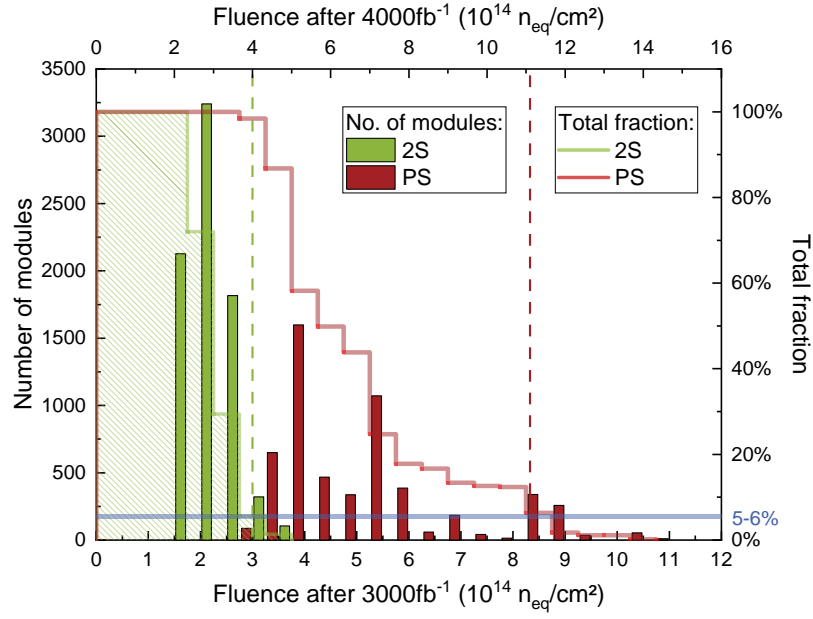 Fluence after 4000fb⁻¹ (10¹⁴ n_eq/cm²)
0 2 4 6 8 10 12 14 16
3500
3000
2500
2000
1500
1000
500
0
Number of modules
No. of modules:
2S
PS
Total fraction:
2S
PS
100%
80%
60%
40%
20%
5-6%
0%
Total fraction
0 1 2 3 4 5 6 7 8 9 10 11 12
Fluence after 3000fb⁻¹ (10¹⁴ n_eq/cm²)